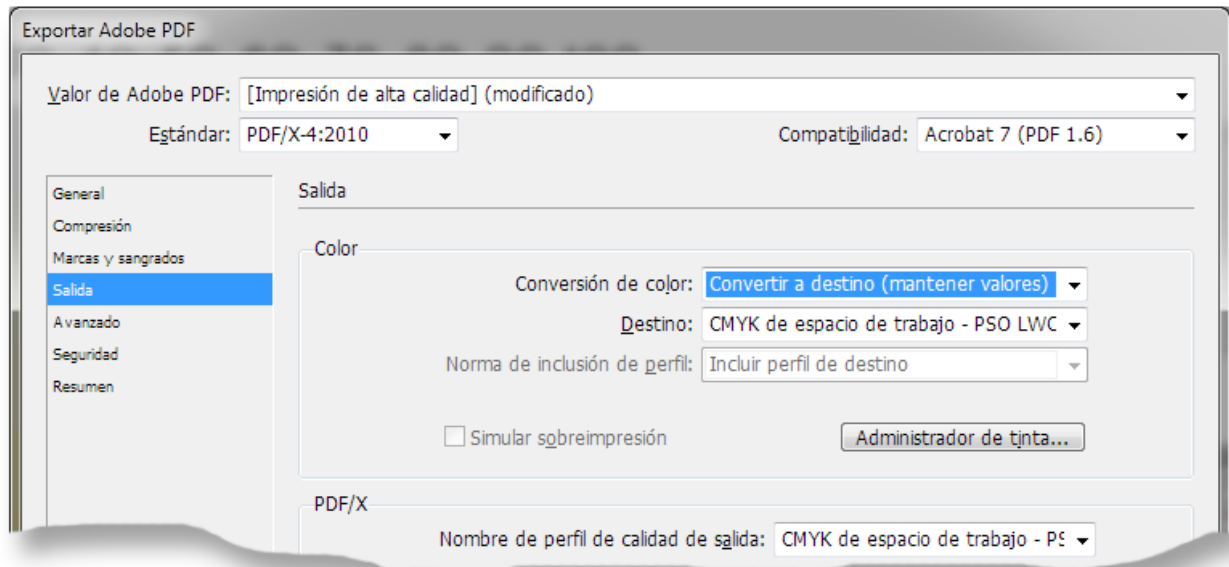 Exportar Adobe PDF
Valor de Adobe PDF: [Impresión de alta calidad] (modificado)
Estándar: PDF/X-4:2010 Compatibilidad: Acrobat 7 (PDF 1.6)
General
Compresión
Marcas y sangrados
Salida
Avanzado
Seguridad
Resumen
Salida
Color
Conversión de color: Convertir a destino (mantener valores)
Destino: CMYK de espacio de trabajo - PSO LWC
Norma de inclusión de perfil: Incluir perfil de destino
Simular sobreimpresión Administrador de tinta...
PDF/X
Nombre de perfil de calidad de salida: CMYK de espacio de trabajo - PS